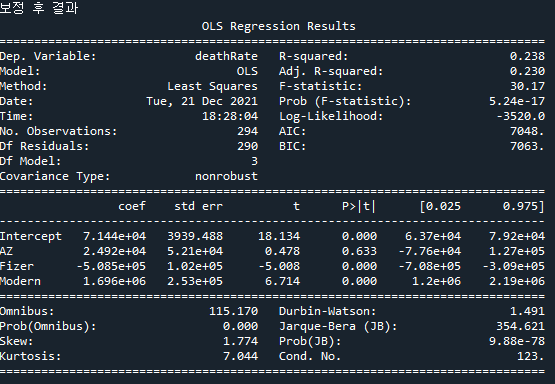 보정 후 결과
OLS Regression Results
==============================================================================
Dep. Variable: deathRate R-squared: 0.238
Model: OLS Adj. R-squared: 0.230
Method: Least Squares F-statistic: 30.17
Date: Tue, 21 Dec 2021 Prob (F-statistic): 5.24e-17
Time: 18:28:04 Log-Likelihood: -3520.0
No. Observations: 294 AIC: 7048.
Df Residuals: 290 BIC: 7063.
Df Model: 3
Covariance Type: nonrobust
==============================================================================
coef std err t P>|t| [0.025 0.975]
------------------------------------------------------------------------------
Intercept 7.144e+04 3939.488 18.134 0.000 6.37e+04 7.92e+04
AZ 2.492e+04 5.21e+04 0.478 0.633 -7.76e+04 1.27e+05
Fizer -5.085e+05 1.02e+05 -5.008 0.000 -7.08e+05 -3.09e+05
Modern 1.696e+06 2.53e+05 6.714 0.000 1.2e+06 2.19e+06
==============================================================================
Omnibus: 115.170 Durbin-Watson: 1.491
Prob(Omnibus): 0.000 Jarque-Bera (JB): 354.621
Skew: 1.774 Prob(JB): 9.88e-78
Kurtosis: 7.044 Cond. No. 123.
==============================================================================